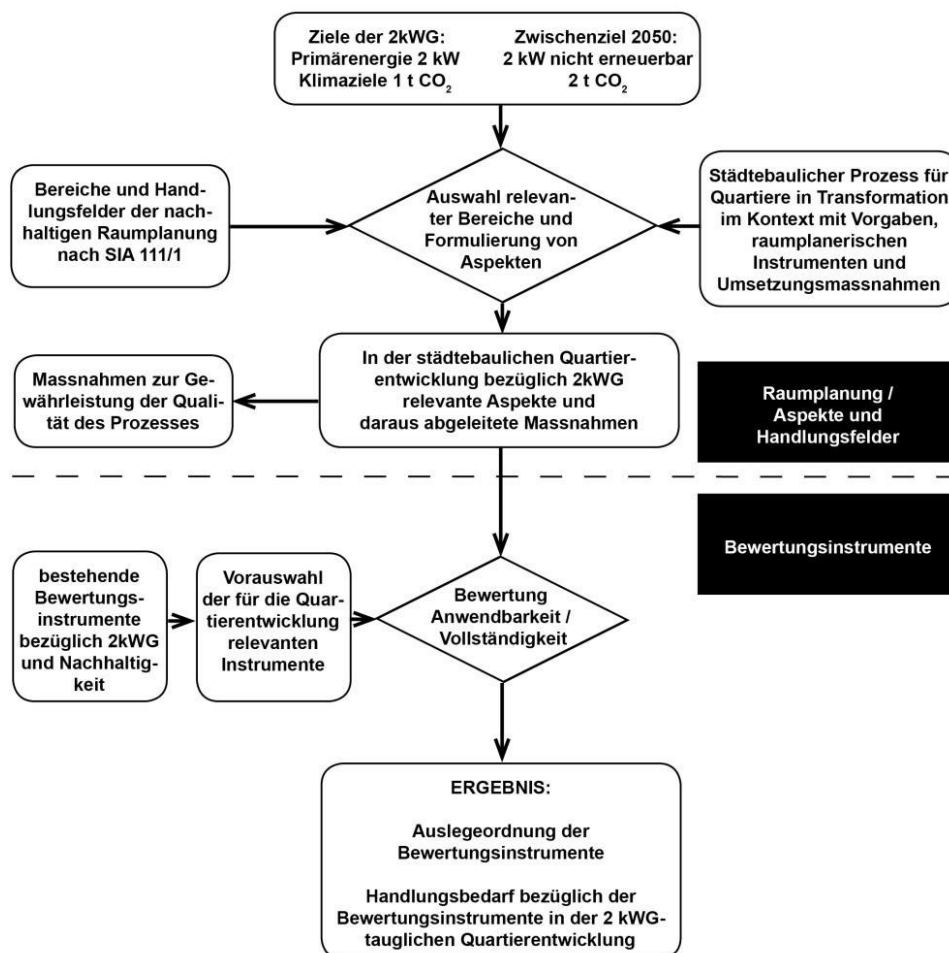 Ziele der 2kWG:
Primärenergie 2 kW
Klimaziele 1 t CO₂
Zwischenziel 2050:
2 kW nicht erneuerbar
2 t CO₂
Bereiche und Hand-
lungsfelder der nach-
haltigen Raumplanung
nach SIA 111/1
Auswahl relevan-
ter Bereiche und
Formulierung von
Aspekten
Städtebaulicher Prozess für
Quartiere in Transformation
im Kontext mit Vorgaben,
raumplanerischen
Instrumenten und
Umsetzungsmassnahmen
Massnahmen zur Ge-
währleistung der Quali-
tät des Prozesses
In der städtebaulichen Quartier-
entwicklung bezüglich 2kWG
relevante Aspekte und
daraus abgeleitete Massnahmen
Raumplanung /
Aspekte und
Handlungsfelder
Bewertungsinstrumente
bestehende
Bewertungs-
instrumente
bezüglich 2kWG
und Nachhaltig-
keit
Vorauswahl
der für die Quar-
tierentwicklung
relevanten
Instrumente
Bewertung
Anwendbarkeit /
Vollständigkeit
ERGEBNIS:
Auslegeordnung der
Bewertungsinstrumente
Handlungsbedarf bezüglich der
Bewertungsinstrumente in der 2 kWG-
tauglichen Quartierentwicklung